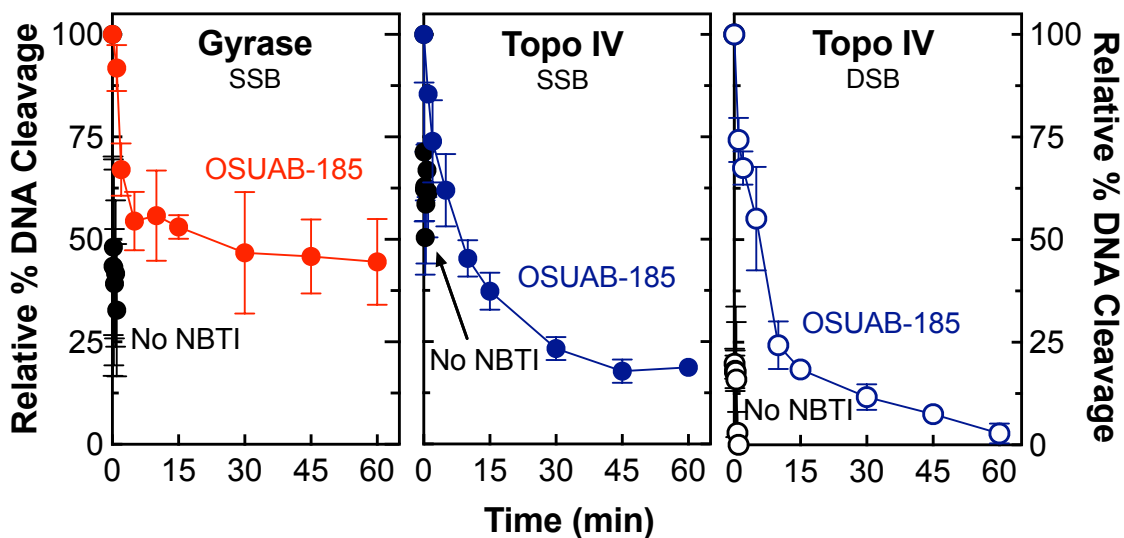 Relative % DNA Cleavage
100
75
50
25
0
Gyrase
SSB
OSUAB-185
No NBTI
0 15 30 45 60
Topo IV
SSB
OSUAB-185
No NBTI
0 15 30 45 60
Topo IV
DSB
OSUAB-185
No NBTI
0 15 30 45 60
100
75
50
25
0
Relative % DNA Cleavage
Time (min)